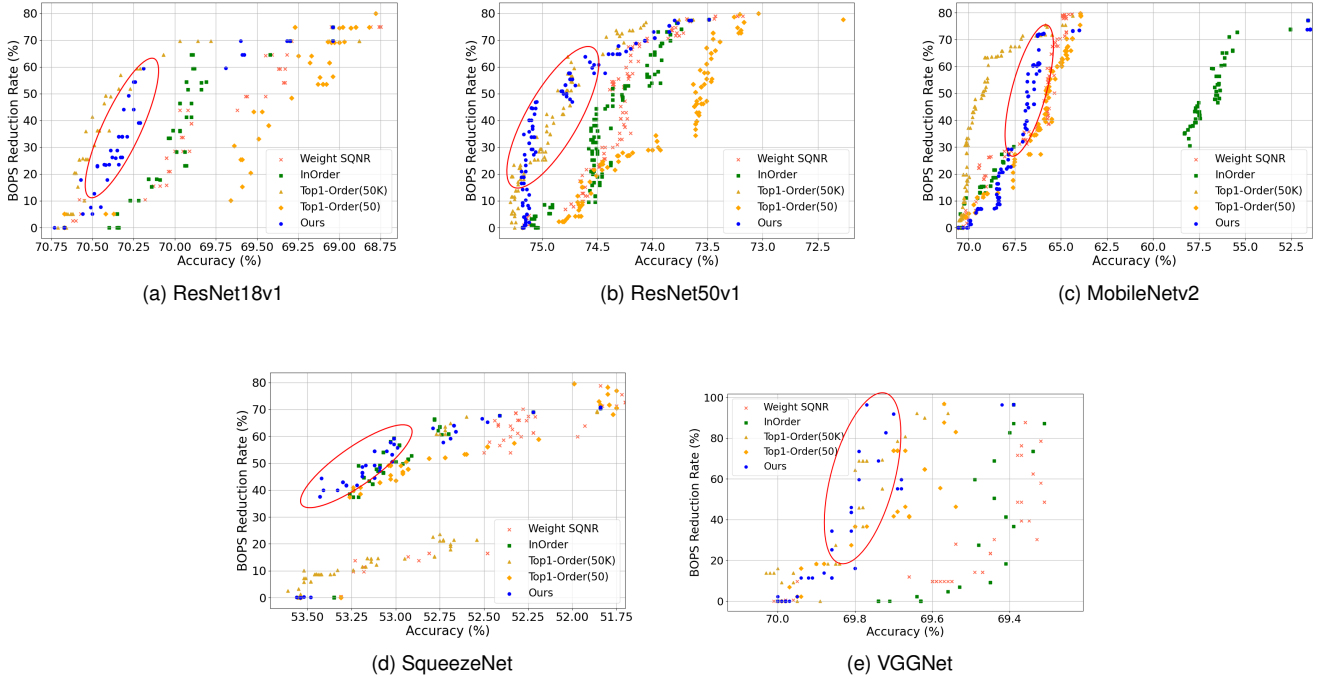 BOPS Reduction Rate (%)
80
70
60
50
40
30
20
10
0
Weight SQNR
InOrder
Top1-Order(50K)
Top1-Order(50)
Ours
70.75 70.50 70.25 70.00 69.75 69.50 69.25 69.00 68.75
Accuracy (%)
(a) ResNet18v1
BOPS Reduction Rate (%)
80
70
60
50
40
30
20
10
0
Weight SQNR
InOrder
Top1-Order(50K)
Top1-Order(50)
Ours
75.0 74.5 74.0 73.5 73.0 72.5
Accuracy (%)
(b) ResNet50v1
BOPS Reduction Rate (%)
80
70
60
50
40
30
20
10
0
Weight SQNR
InOrder
Top1-Order(50K)
Top1-Order(50)
Ours
70.0 67.5 65.0 62.5 60.0 57.5 55.0 52.5
Accuracy (%)
(c) MobileNetv2
BOPS Reduction Rate (%)
80
70
60
50
40
30
20
10
0
Weight SQNR
InOrder
Top1-Order(50K)
Top1-Order(50)
Ours
53.50 53.25 53.00 52.75 52.50 52.25 52.00 51.75
Accuracy (%)
(d) SqueezeNet
BOPS Reduction Rate (%)
100
80
60
40
20
0
Weight SQNR
InOrder
Top1-Order(50K)
Top1-Order(50)
Ours
70.0 69.8 69.6 69.4
Accuracy (%)
(e) VGGNet